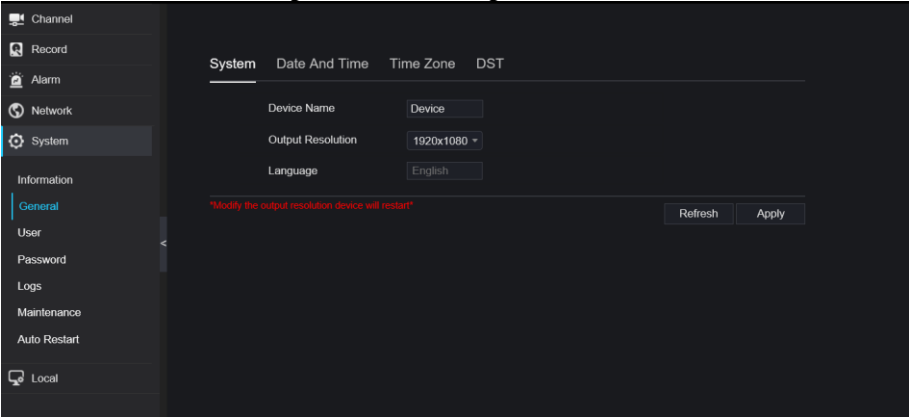 Channel
Record
Alarm
Network
System
Information
General
User
Password
Logs
Maintenance
Auto Restart
Local
System Date And Time Time Zone DST
Device Name Device
Output Resolution 1920x1080
Language English
*Modify the output resolution device will restart*
Refresh Apply
<